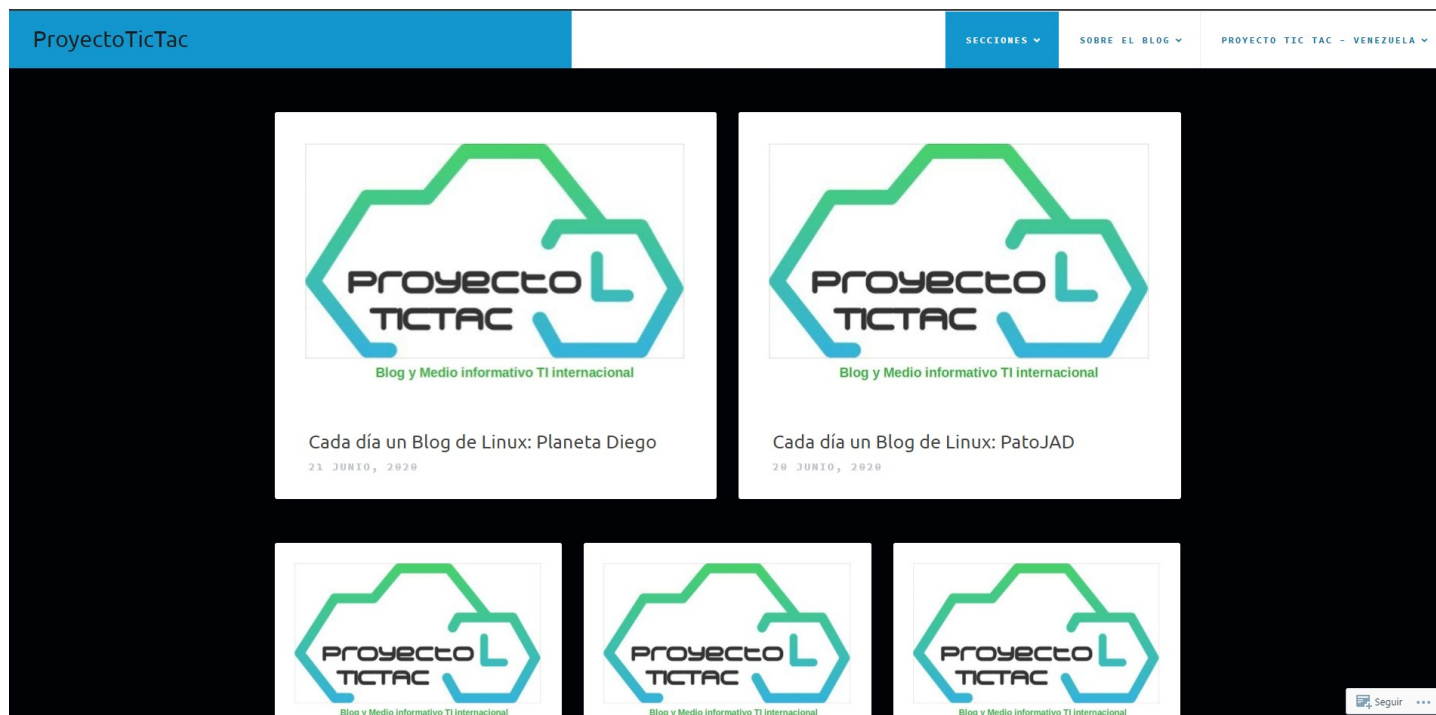 ProyectoTicTac
SECCIONES
SOBRE EL BLOG
PROYECTO TIC TAC - VENEZUELA
Proyecto
TICTAC
Blog y Medio informativo TI internacional
Cada día un Blog de Linux: Planeta Diego
21 JUNIO, 2020
Proyecto
TICTAC
Blog y Medio informativo TI internacional
Cada día un Blog de Linux: PatoJAD
20 JUNIO, 2020
Proyecto
TICTAC
Blog y Medio informativo TI internacional
Proyecto
TICTAC
Blog y Medio informativo TI internacional
Proyecto
TICTAC
Blog y Medio informativo TI internacional
Seguir